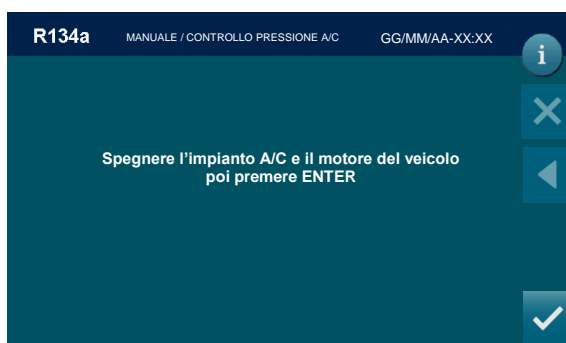 R134a MANUALE / CONTROLLO PRESSIONE A/C GG/MM/AA-XX:XX
i
Spegnere l'impianto A/C e il motore del veicolo
poi premere ENTER